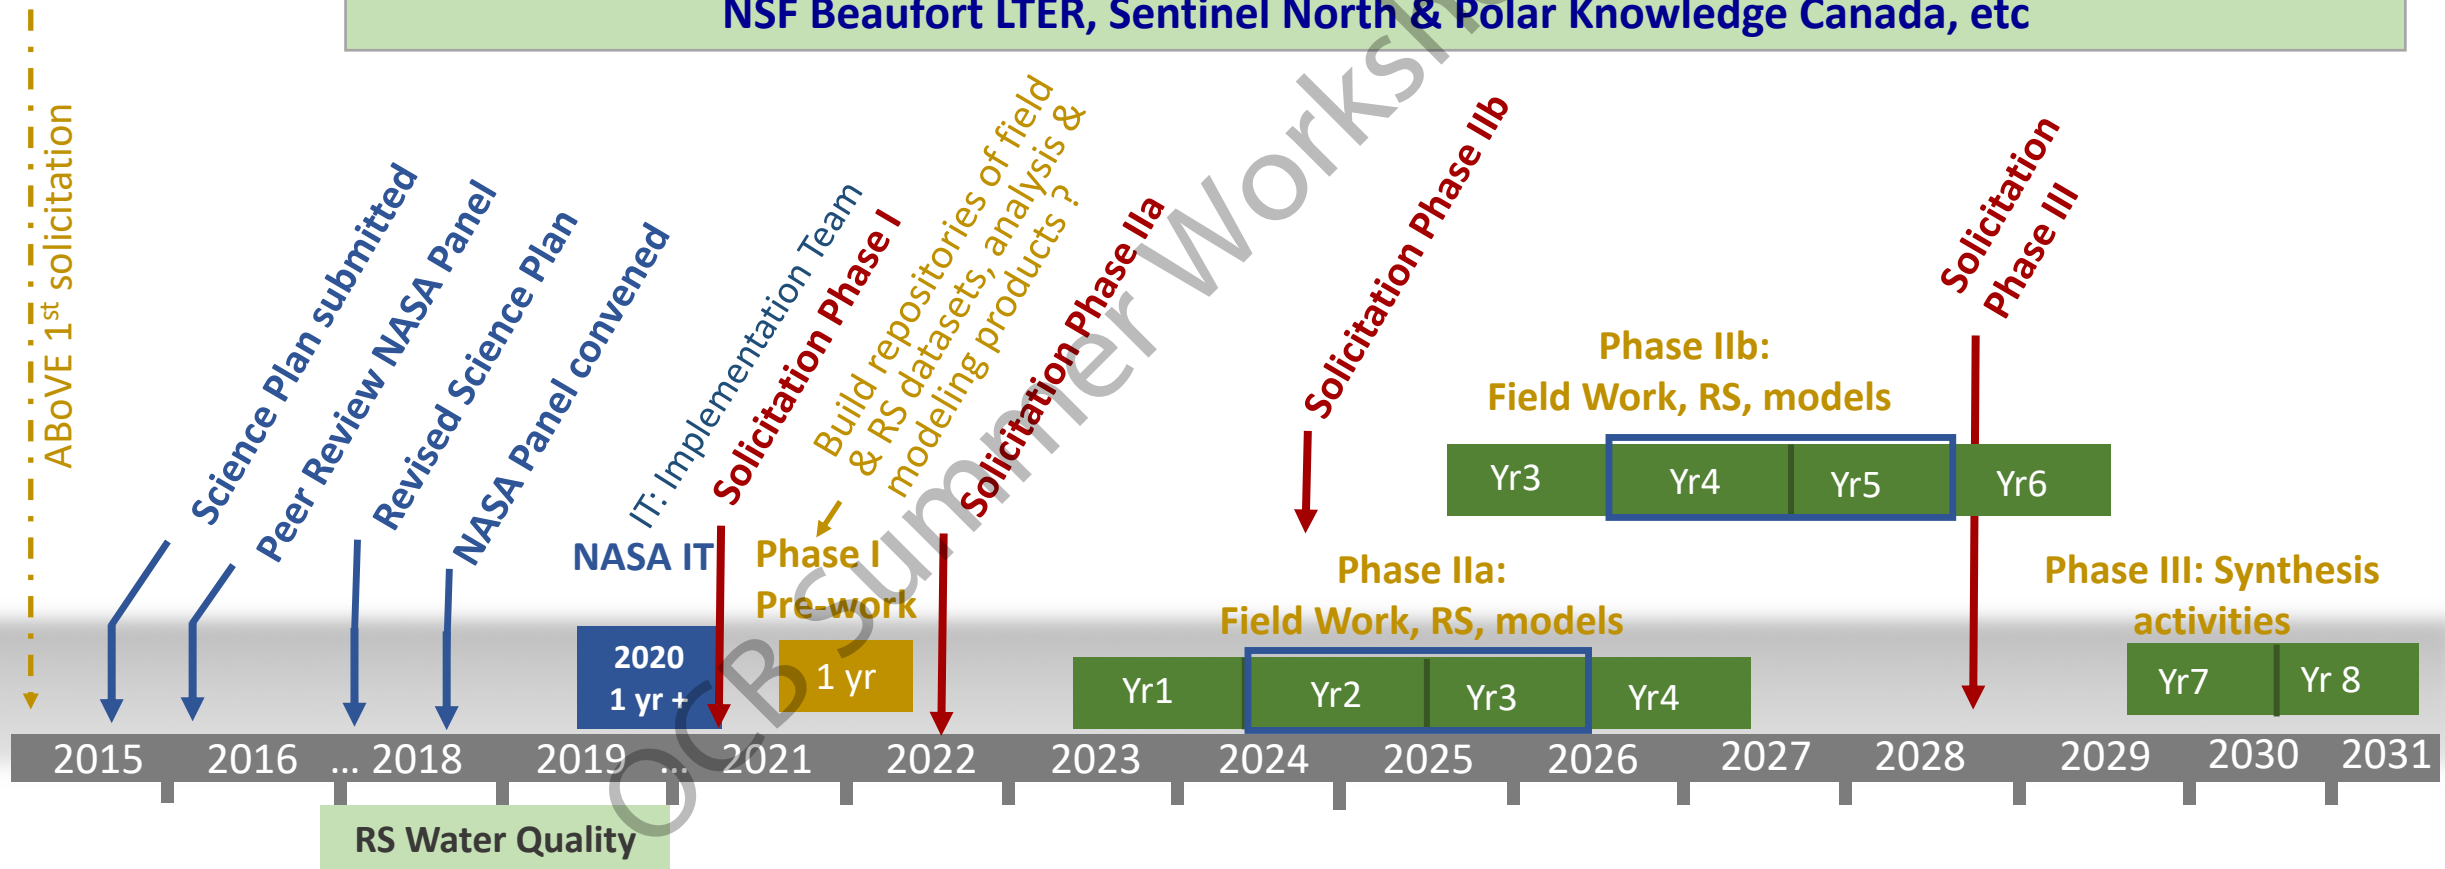 NSF Beaufort LTER, Sentinel North & Polar Knowledge Canada, etc
ABoVE 1st solicitation
Science Plan submitted
Peer Review NASA Panel
Revised Science Plan
NASA Panel convened
IT: Implementation Team
Solicitation Phase I
Build repositories of field
& RS datasets, analysis &
modeling products ?
Solicitation Phase IIa
Solicitation Phase IIb
Solicitation
Phase III
Phase IIb:
Field Work, RS, models
Yr3 Yr4 Yr5 Yr6
NASA IT
Phase I
Pre-work
Phase IIa:
Field Work, RS, models
Phase III: Synthesis
activities
2020
1 yr +
1 yr
Yr1 Yr2 Yr3 Yr4
Yr7 Yr 8
2015 2016 ... 2018 2019 ... 2021 2022 2023 2024 2025 2026 2027 2028 2029 2030 2031
RS Water Quality
OCB Summer